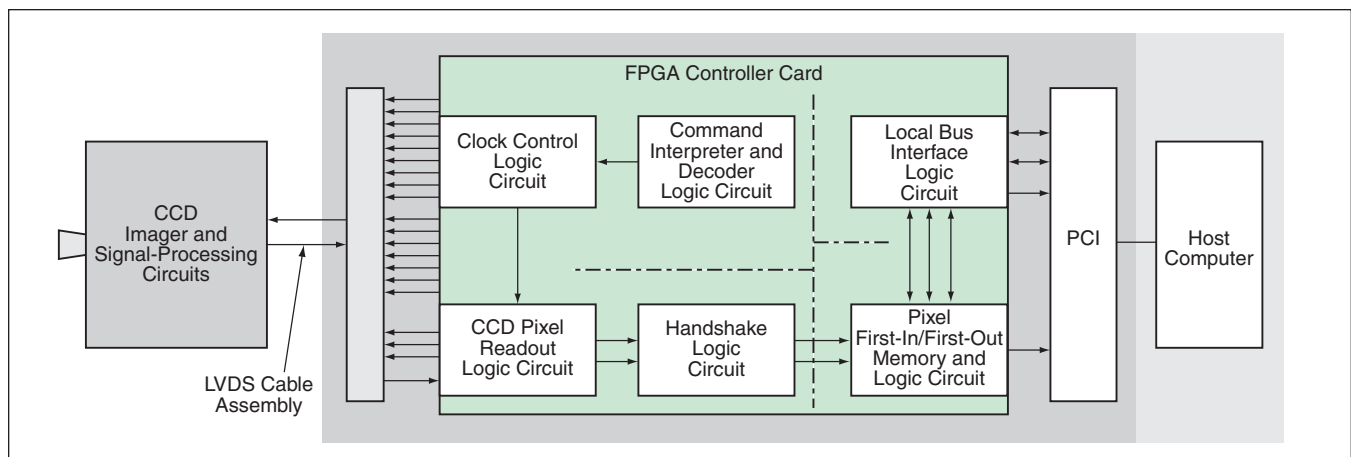 FPGA Controller Card
Clock Control
Logic
Circuit
Command
Interpreter and
Decoder
Logic Circuit
Local Bus
Interface
Logic
Circuit
CCD
Imager and
Signal-Processing
Circuits
PCI
Host
Computer
CCD Pixel
Readout
Logic Circuit
Handshake
Logic
Circuit
Pixel
First-In/First-Out
Memory and
Logic Circuit
LVDS Cable
Assembly